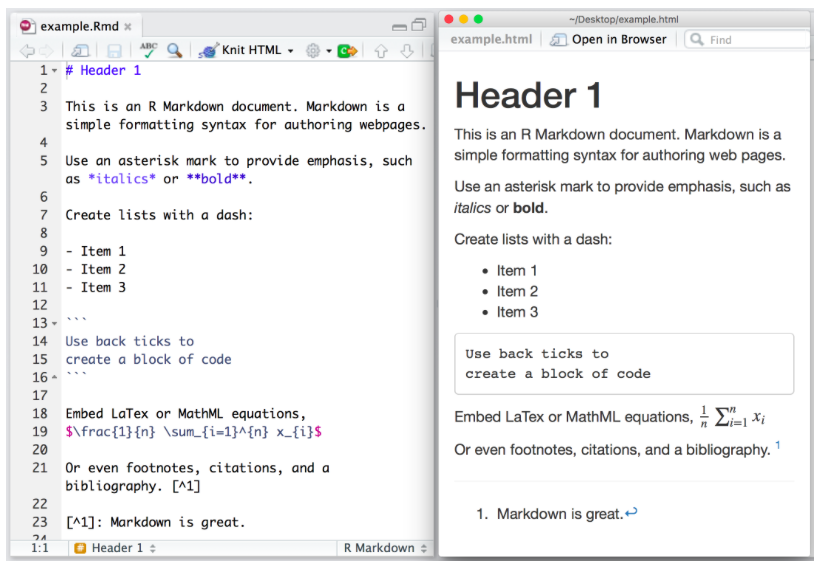 example.Rmd ×
ABC
Knit HTML
1 # Header 1
2
3 This is an R Markdown document. Markdown is a
simple formatting syntax for authoring webpages.
4
5 Use an asterisk mark to provide emphasis, such
as *italics* or **bold**.
6
7 Create lists with a dash:
8
9 - Item 1
10 - Item 2
11 - Item 3
12
13 ```
14 Use back ticks to
15 create a block of code
16 ```
17
18 Embed LaTex or MathML equations,
19 $\frac{1}{n} \sum_{i=1}^{n} x_{i}$
20
21 Or even footnotes, citations, and a
bibliography. [^1]
22
23 [^1]: Markdown is great.
24
1:1 # Header 1 R Markdown
~/Desktop/example.html
example.html Open in Browser Find
Header 1
This is an R Markdown document. Markdown is a
simple formatting syntax for authoring web pages.
Use an asterisk mark to provide emphasis, such as
italics or bold.
Create lists with a dash:
• Item 1
• Item 2
• Item 3
Use back ticks to
create a block of code
Embed LaTex or MathML equations, 1/n ∑ⁿᵢ₌₁ xᵢ
Or even footnotes, citations, and a bibliography. 1
1. Markdown is great.↩